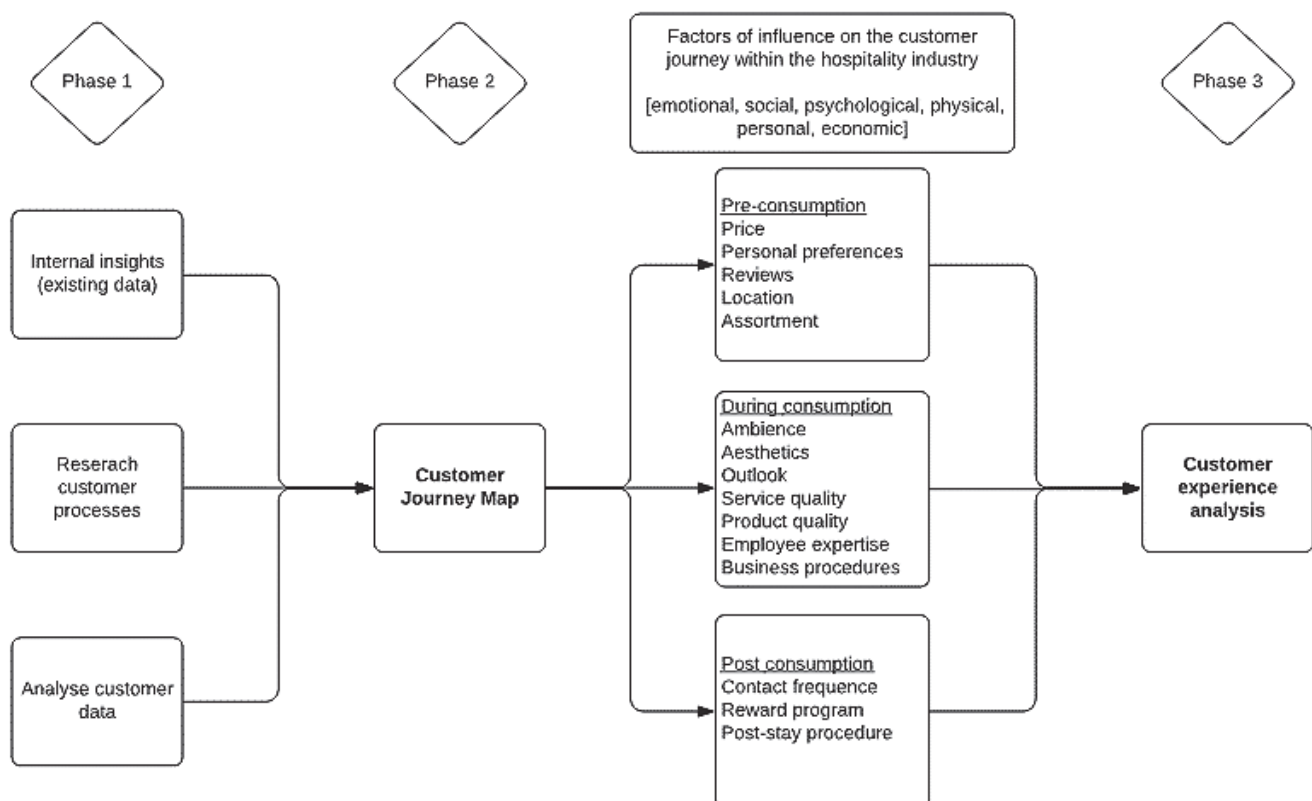 Phase 1
Phase 2
Factors of influence on the customer
journey within the hospitality industry
[emotional, social, psychological, physical,
personal, economic]
Phase 3
Internal insights
(existing data)
Reserach
customer
processes
Analyse customer
data
Customer
Journey Map
Pre-consumption
Price
Personal preferences
Reviews
Location
Assortment
During consumption
Ambience
Aesthetics
Outlook
Service quality
Product quality
Employee expertise
Business procedures
Post consumption
Contact frequence
Reward program
Post-stay procedure
Customer
experience
analysis